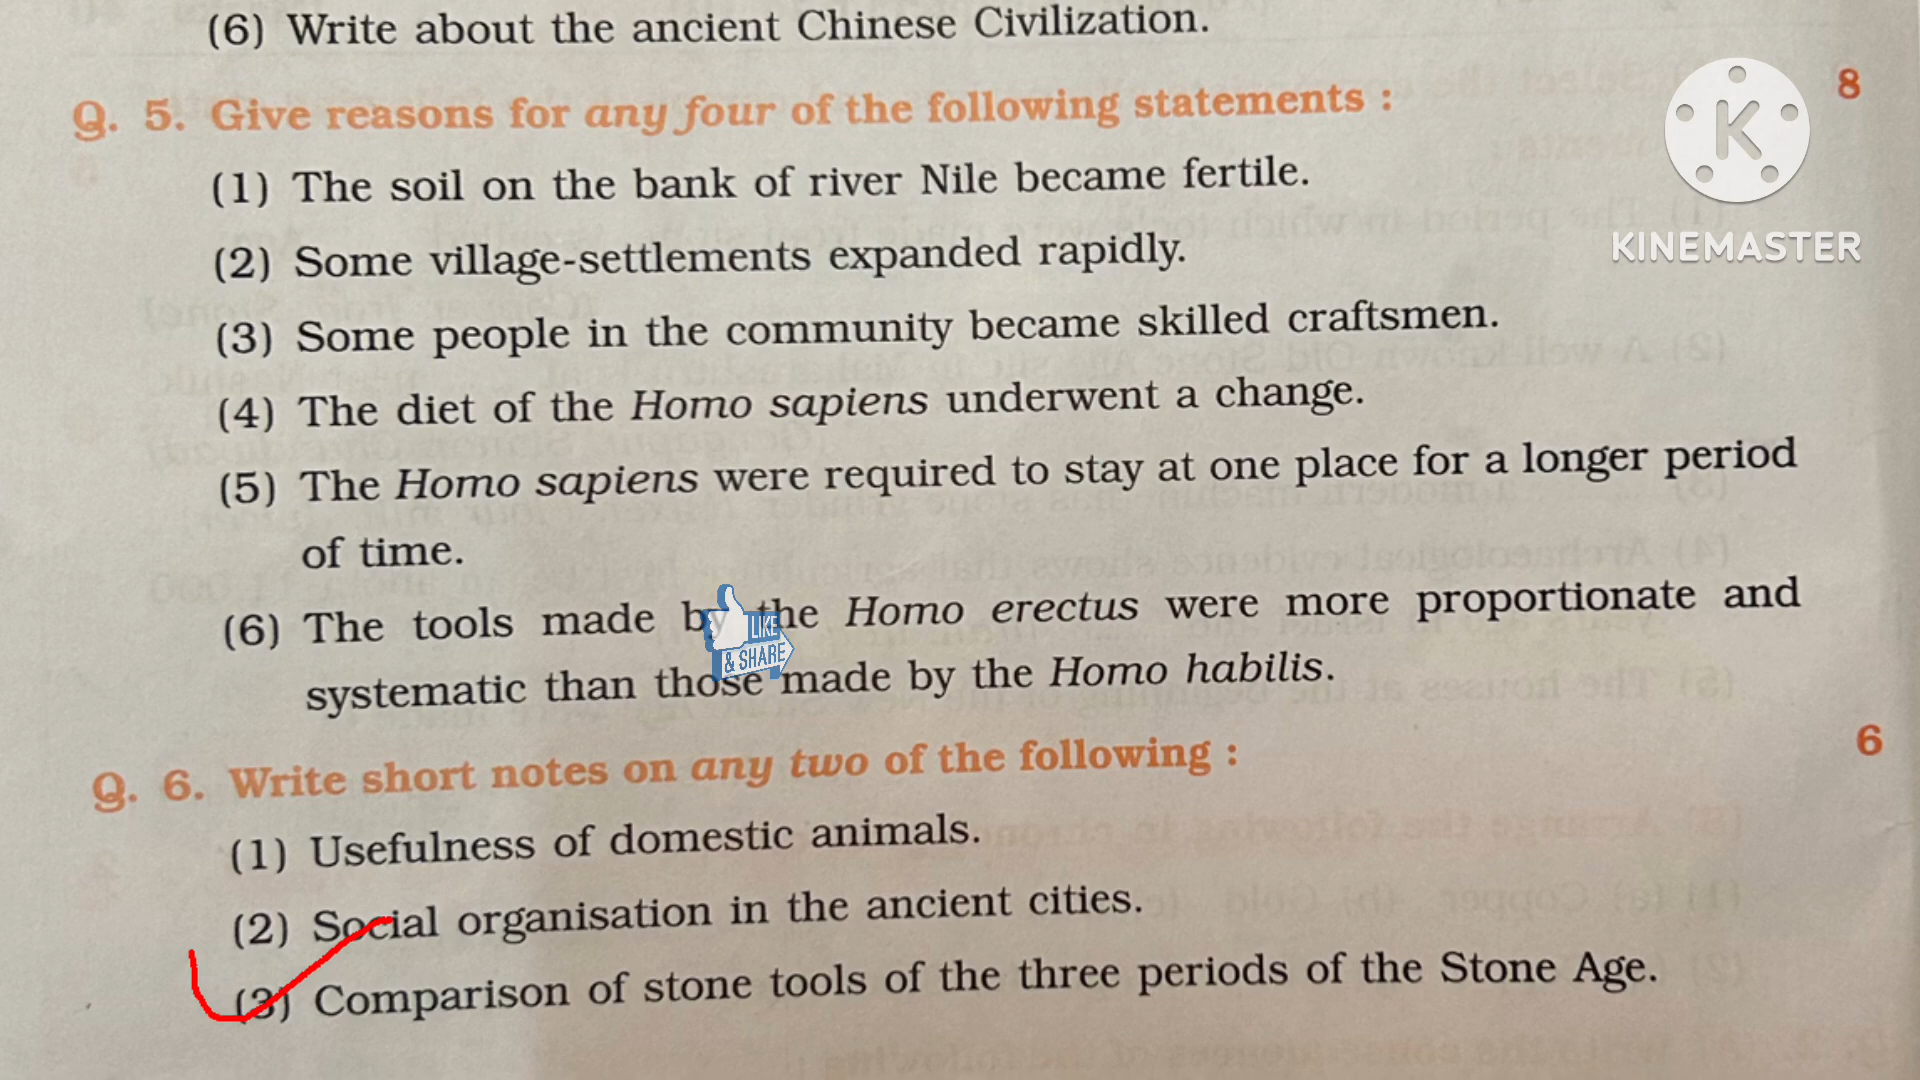 (6) Write about the ancient Chinese Civilization.
Q. 5. Give reasons for any four of the following statements : 8
(1) The soil on the bank of river Nile became fertile.
(2) Some village-settlements expanded rapidly.
(3) Some people in the community became skilled craftsmen.
(4) The diet of the Homo sapiens underwent a change.
(5) The Homo sapiens were required to stay at one place for a longer period
of time.
(6) The tools made by the Homo erectus were more proportionate and
systematic than those made by the Homo habilis.
Q. 6. Write short notes on any two of the following : 6
(1) Usefulness of domestic animals.
(2) Social organisation in the ancient cities.
(3) Comparison of stone tools of the three periods of the Stone Age.
K
KINEMASTER
LIKE
& SHARE